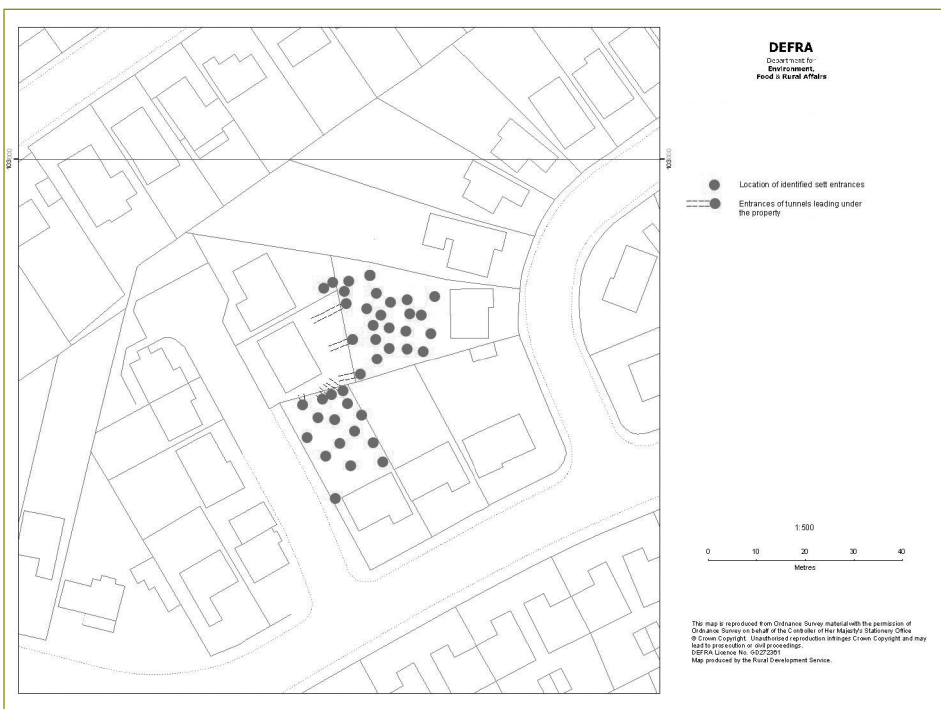 DEFRA
Department for
Environment,
Food & Rural Affairs
103000
103000
Location of identified sett entrances
Entrances of tunnels leading under
the property
1:500
0 10 20 30 40
Metres
This map is reproduced from Ordnance Survey material with the permission of
Ordnance Survey on behalf of the Controller of Her Majesty's Stationery Office
© Crown Copyright. Unauthorised reproduction infringes Crown Copyright and may
lead to prosecution or civil proceedings.
DEFRA Licence No. GD272361
Map produced by the Rural Development Service.